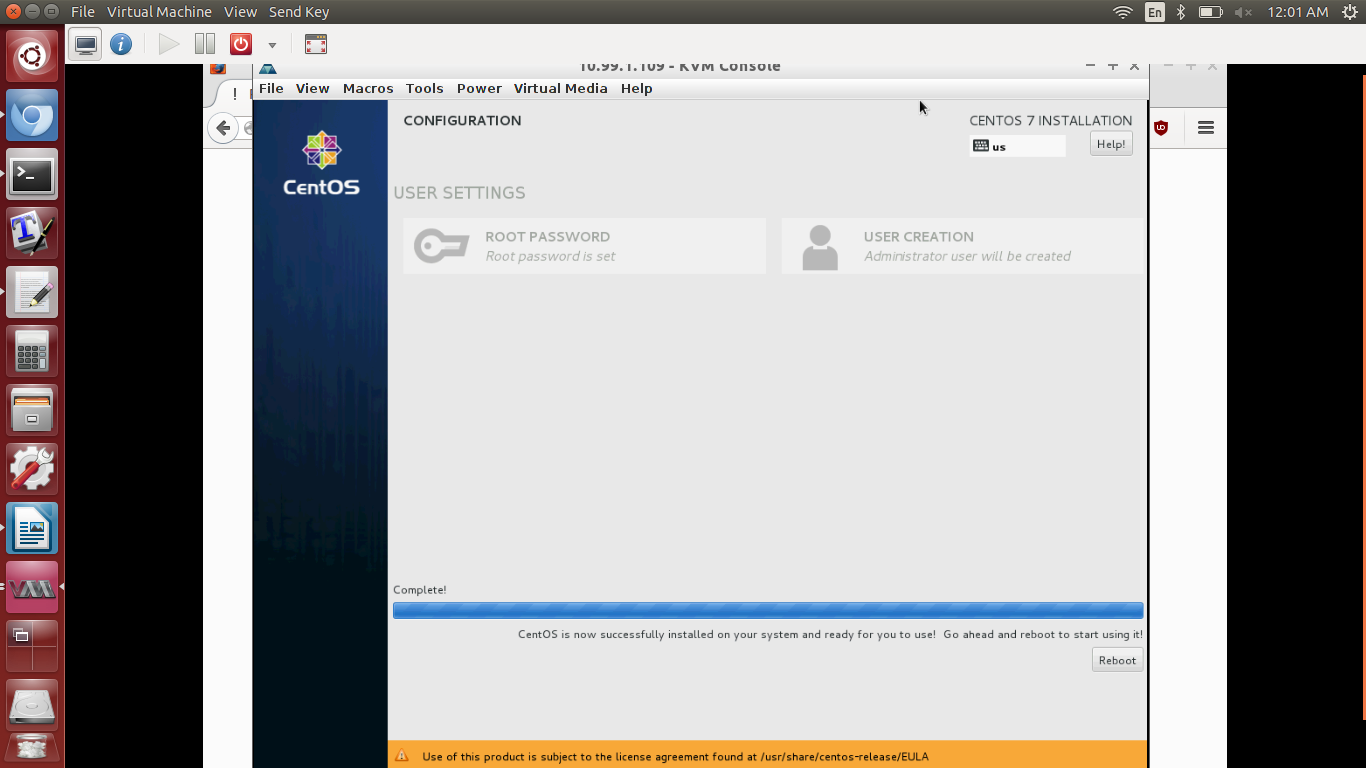 File Virtual Machine View Send Key
En
12:01 AM
10.99.1.109 - KVM Console
File View Macros Tools Power Virtual Media Help
CONFIGURATION
CENTOS 7 INSTALLATION
us
Help!
CentOS
USER SETTINGS
ROOT PASSWORD
Root password is set
USER CREATION
Administrator user will be created
Complete!
CentOS is now successfully installed on your system and ready for you to use! Go ahead and reboot to start using it!
Reboot
Use of this product is subject to the license agreement found at /usr/share/centos-release/EULA